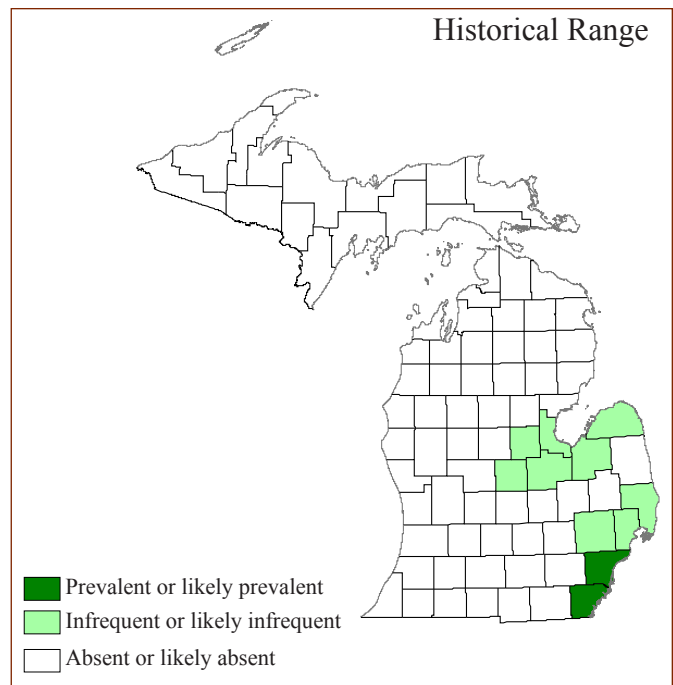 Historical Range
Prevalent or likely prevalent
Infrequent or likely infrequent
Absent or likely absent